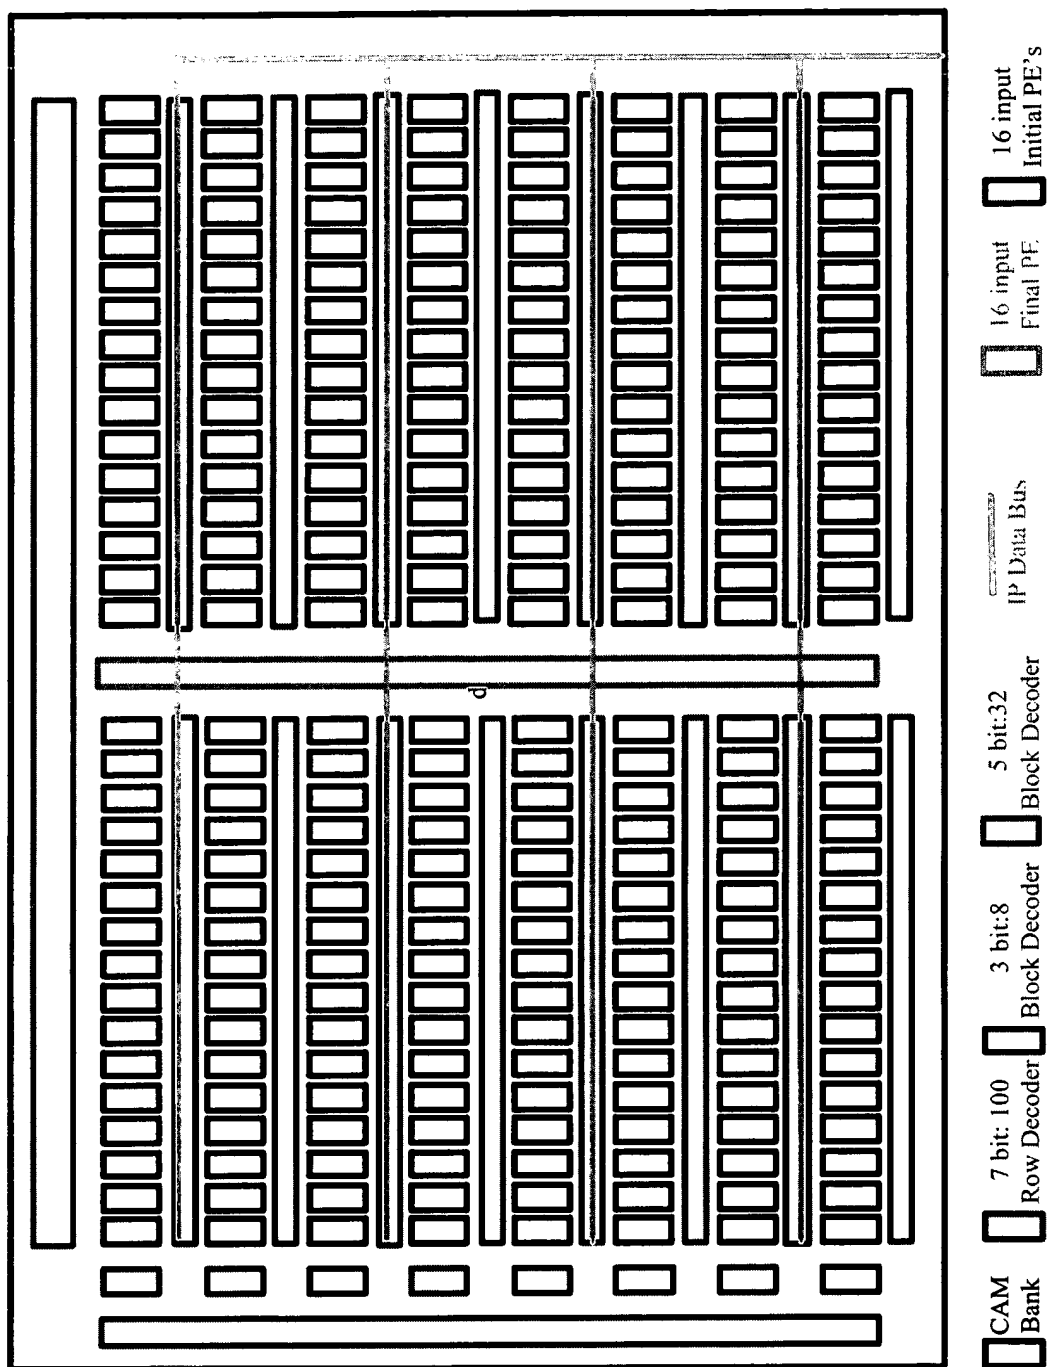 CAM
Bank
7 bit: 100
Row Decoder
3 bit:8
Block Decoder
5 bit:32
Block Decoder
IP Data Bus
16 input
Final PE
16 input
Initial PE's
d